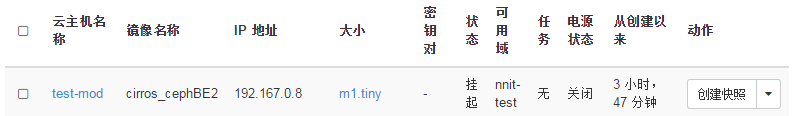 云主机名称 镜像名称 IP 地址 大小 密钥对 状态 可用域 任务 电源状态 从创建以来 动作
test-mod cirros_cephBE2 192.167.0.8 m1.tiny - 挂起 nnit-test 无 关闭 3 小时，47 分钟 创建快照